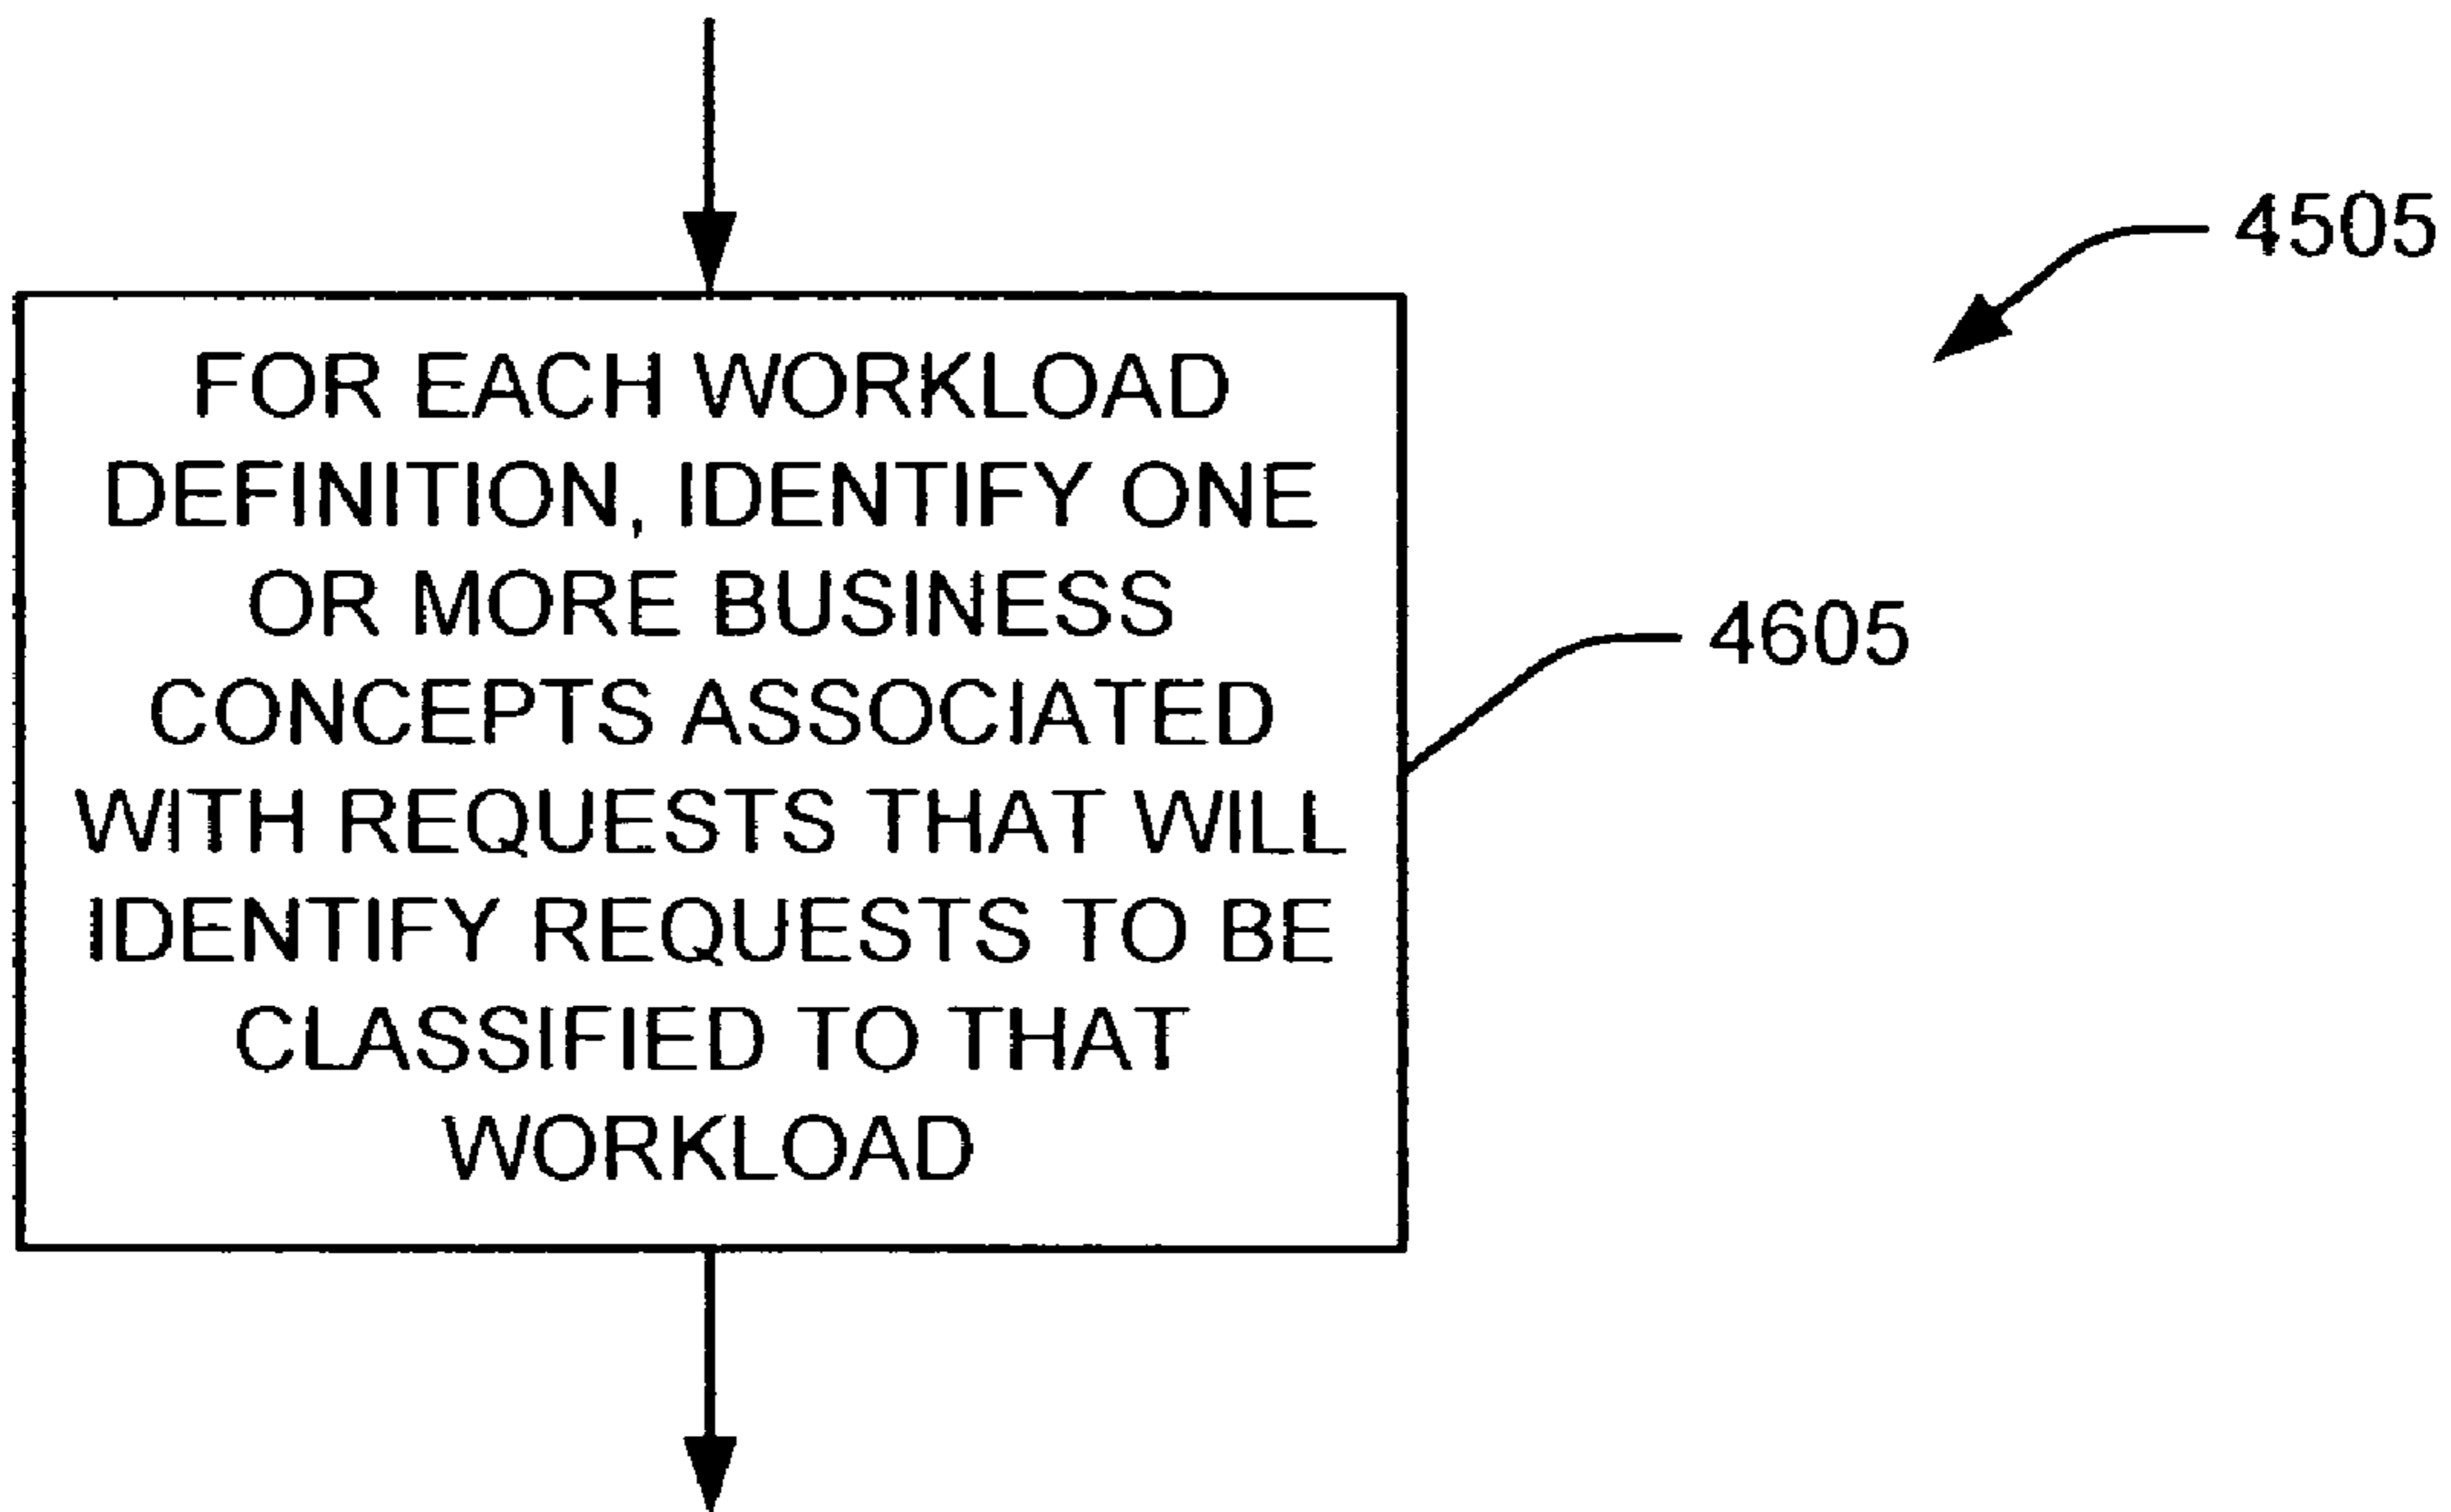 4505
FOR EACH WORKLOAD
DEFINITION, IDENTIFY ONE
OR MORE BUSINESS
CONCEPTS ASSOCIATED
WITH REQUESTS THAT WILL
IDENTIFY REQUESTS TO BE
CLASSIFIED TO THAT
WORKLOAD
4605